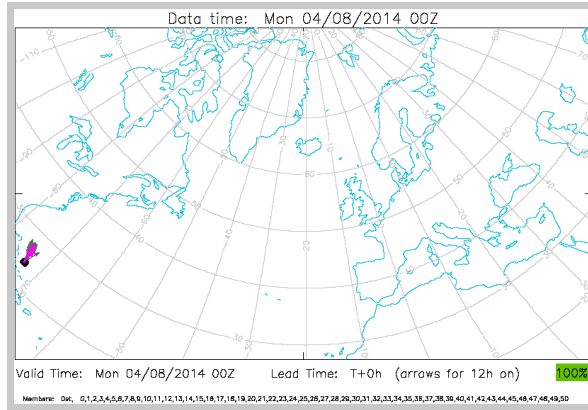 Data time: Mon 04/08/2014 00Z
Valid Time: Mon 04/08/2014 00Z Lead Time: T+0h (arrows for 12h on) 100%
Members: Det, 0,1,2,3,4,5,6,7,8,9,10,11,12,13,14,15,16,17,18,19,20,21,22,23,24,25,26,27,28,29,30,31,32,33,34,35,36,37,38,39,40,41,42,43,44,45,46,47,48,49,50